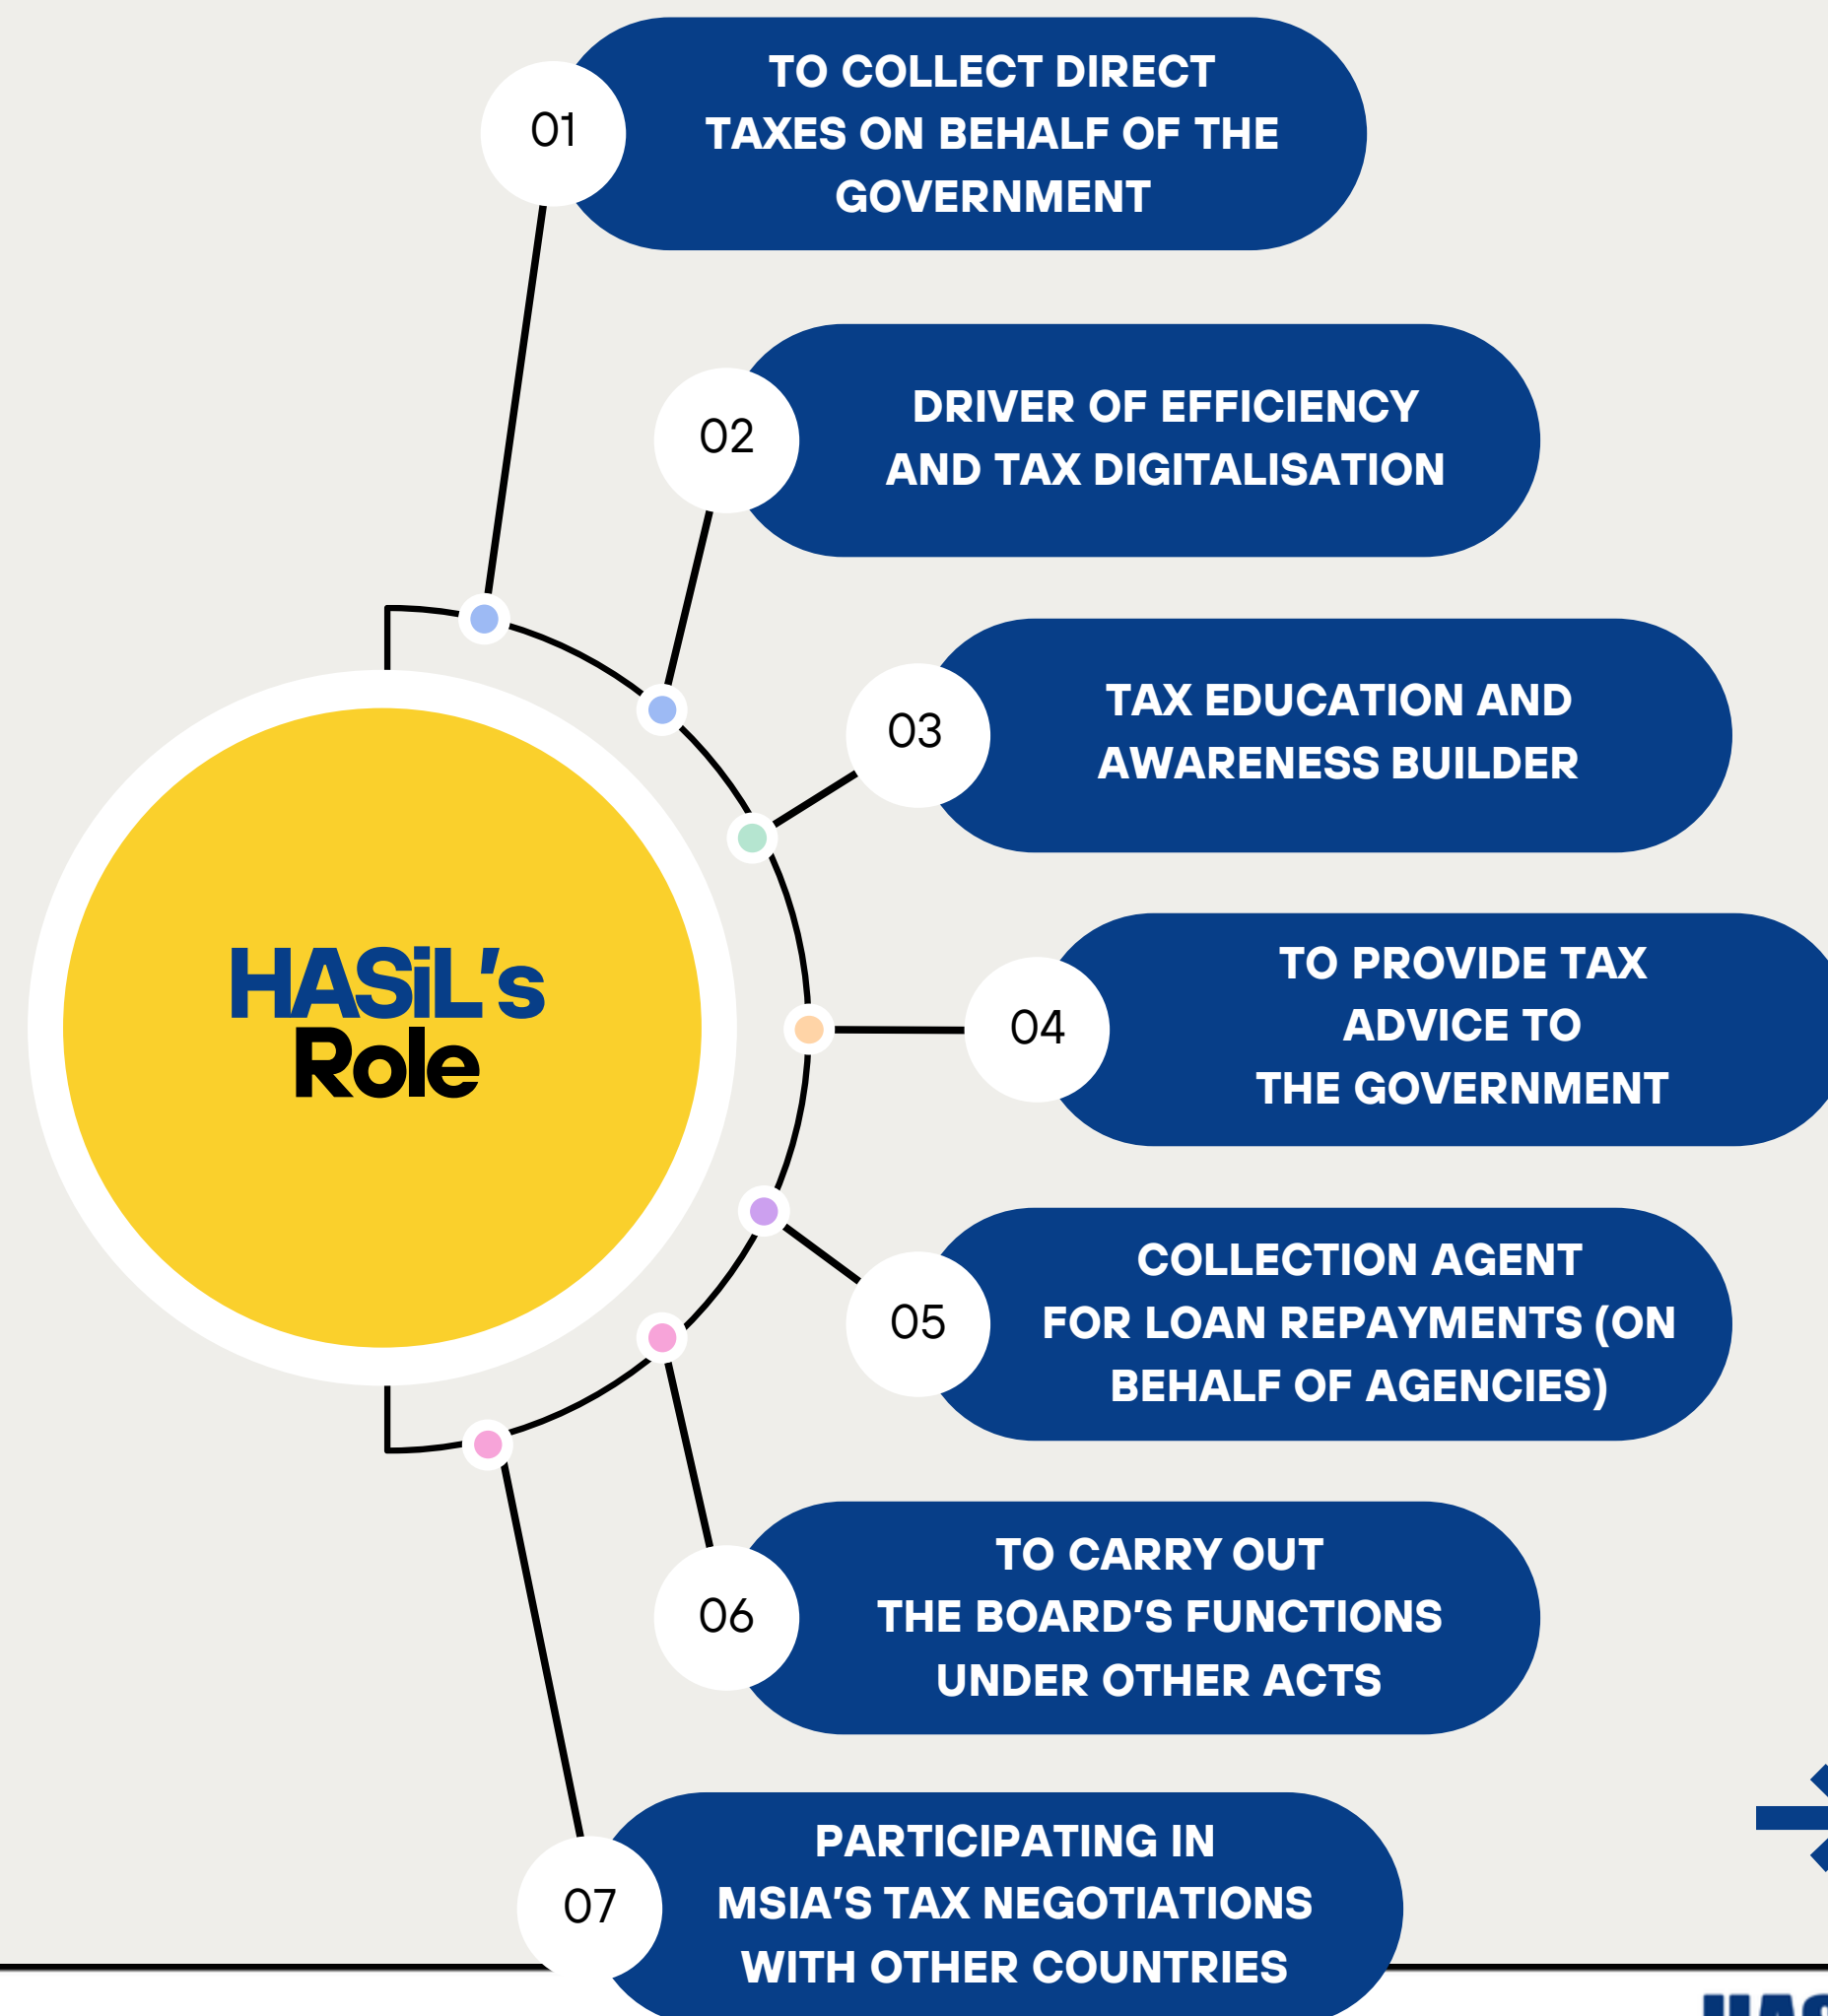 01
TO COLLECT DIRECT
TAXES ON BEHALF OF THE
GOVERNMENT
02
DRIVER OF EFFICIENCY
AND TAX DIGITALISATION
03
TAX EDUCATION AND
AWARENESS BUILDER
HASiL's
Role
04
TO PROVIDE TAX
ADVICE TO
THE GOVERNMENT
05
COLLECTION AGENT
FOR LOAN REPAYMENTS (ON
BEHALF OF AGENCIES)
06
TO CARRY OUT
THE BOARD'S FUNCTIONS
UNDER OTHER ACTS
07
PARTICIPATING IN
MSIA'S TAX NEGOTIATIONS
WITH OTHER COUNTRIES